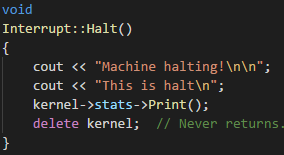 void
Interrupt::Halt()
{
    cout << "Machine halting!\n\n";
    cout << "This is halt\n";
    kernel->stats->Print();
    delete kernel;  // Never returns.
}